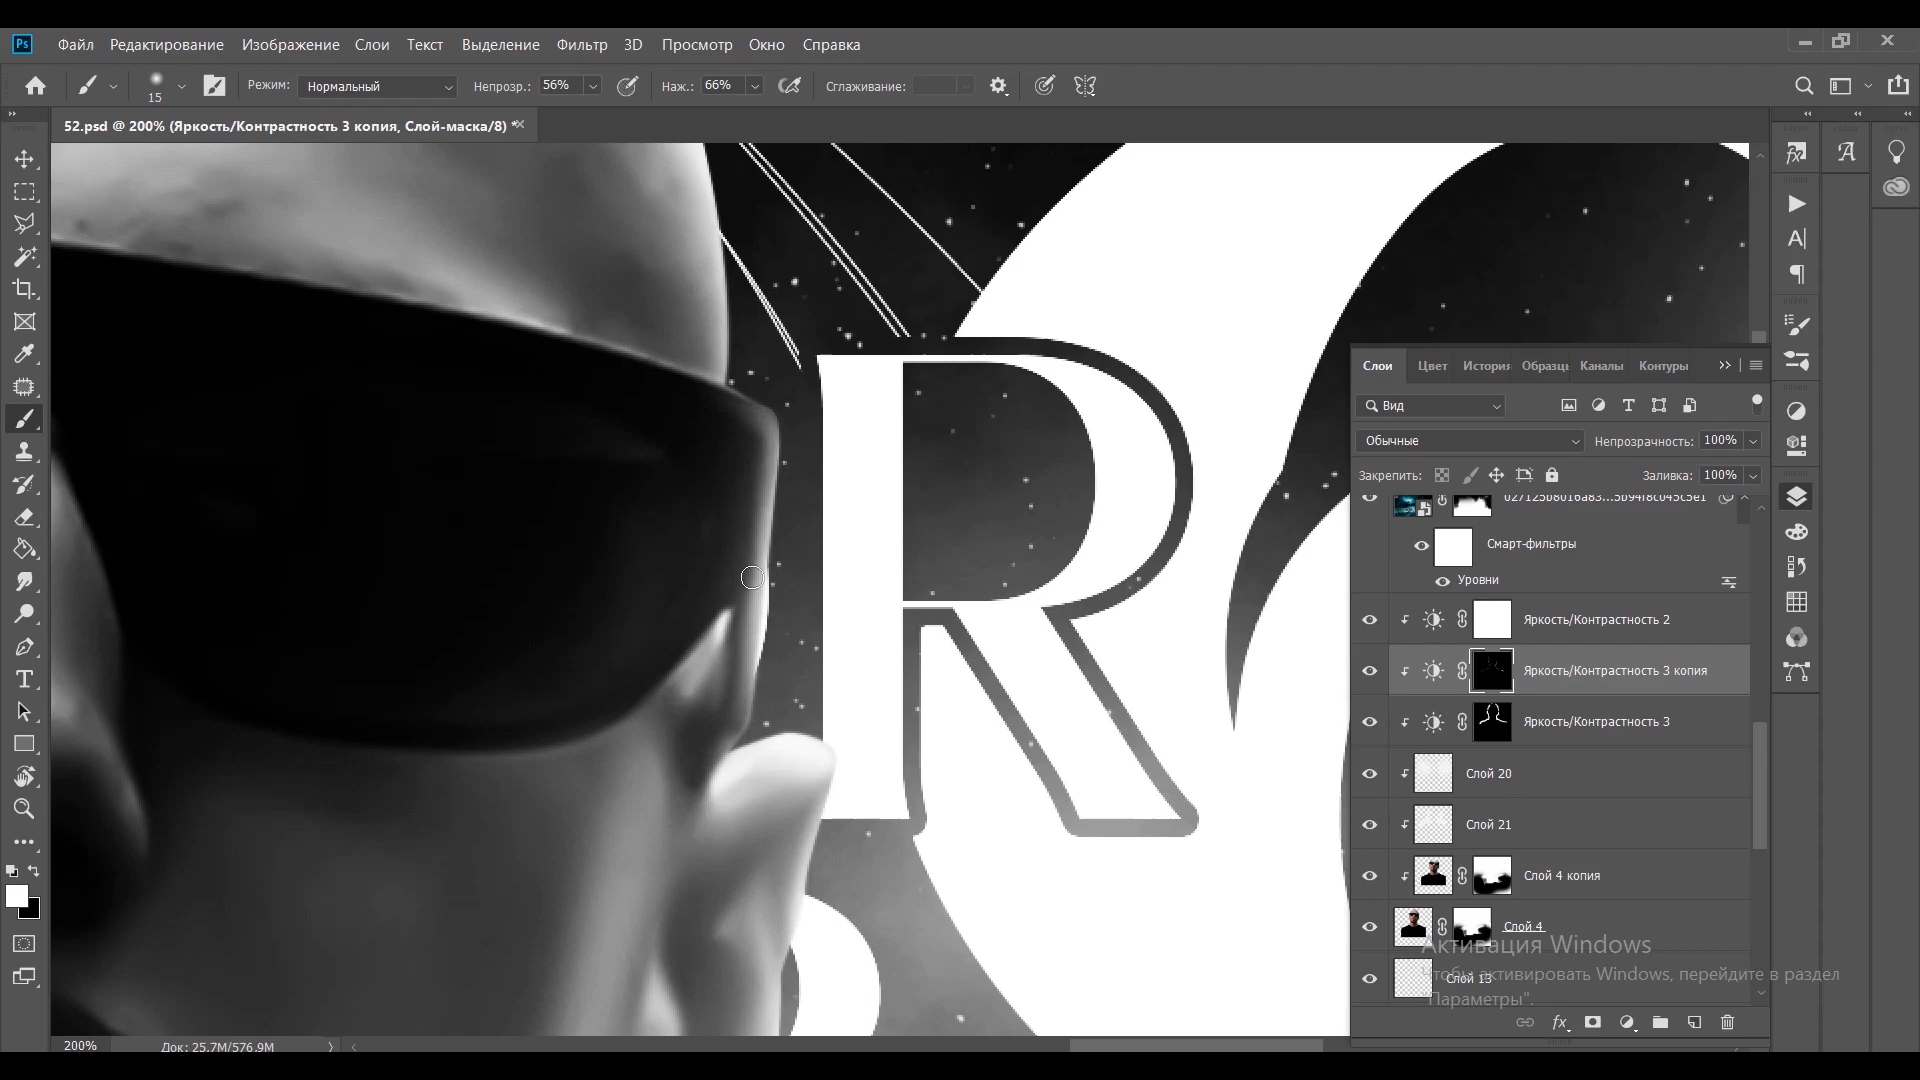 Ps
Файл Редактирование Изображение Слои Текст Выделение Фильтр 3D Просмотр Окно Справка
15
Режим: Нормальный Непрозр.: 56% Наж.: 66% Сглаживание:
52.psd @ 200% (Яркость/Контрастность 3 копия, Слой-маска/8) *
R
Слои Цвет История Образцы Каналы Контуры
Вид
Обычные Непрозрачность: 100%
Закрепить: Заливка: 100%
027125b8016a83...5b94f8c045c5e1
Смарт-фильтры
Уровни
Яркость/Контрастность 2
Яркость/Контрастность 3 копия
Яркость/Контрастность 3
Слой 20
Слой 21
Слой 4 копия
Слой 4
Активация Windows
Чтобы активировать Windows, перейдите в раздел
Слой 13
"Параметры".
200% Док: 25,7M/576,9M